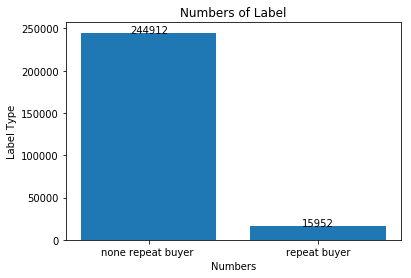 Numbers of Label
250000
200000
150000
100000
50000
0
Label Type
244912
15952
none repeat buyer
repeat buyer
Numbers